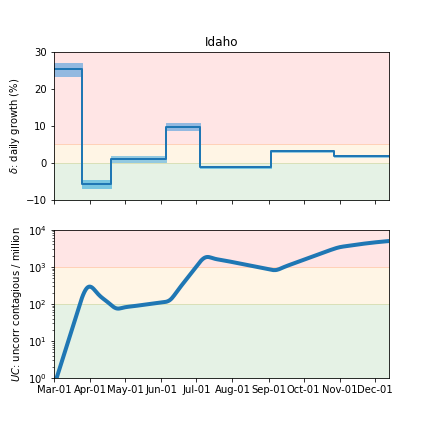 Idaho
δ: daily growth (%)
30
20
10
0
−10
UC: uncorr contagious / million
10⁴
10³
10²
10¹
10⁰
Mar-01 Apr-01 May-01 Jun-01 Jul-01 Aug-01 Sep-01 Oct-01 Nov-01 Dec-01